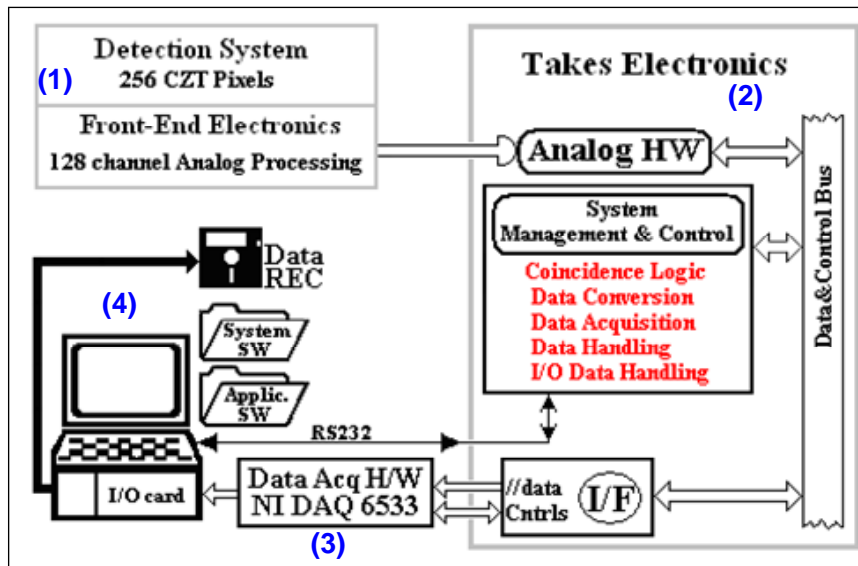 Detection System
(1)
256 CZT Pixels
Front-End Electronics
128 channel Analog Processing
Takes Electronics
(2)
Analog HW
System
Management & Control
Coincidence Logic
Data Conversion
Data Acquisition
Data Handling
I/O Data Handling
Data&Control Bus
Data
REC
(4)
System
SW
Applic.
SW
RS232
I/O card
Data Acq H/W
NI DAQ 6533
(3)
//data
Cntrls
I/F